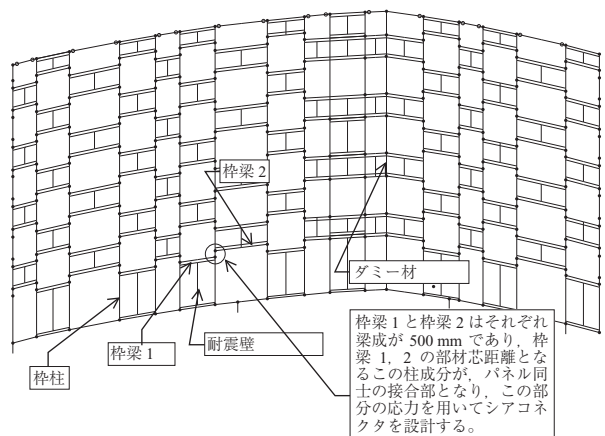 枠梁 2
ダミー材
枠梁 1
耐震壁
枠柱
枠梁 1 と枠梁 2 はそれぞれ
梁成が 500 mm であり，枠
梁 1，2 の部材芯距離とな
るこの柱成分が，パネル同
士の接合部となり，この部
分の応力を用いてシアコネ
クタを設計する。